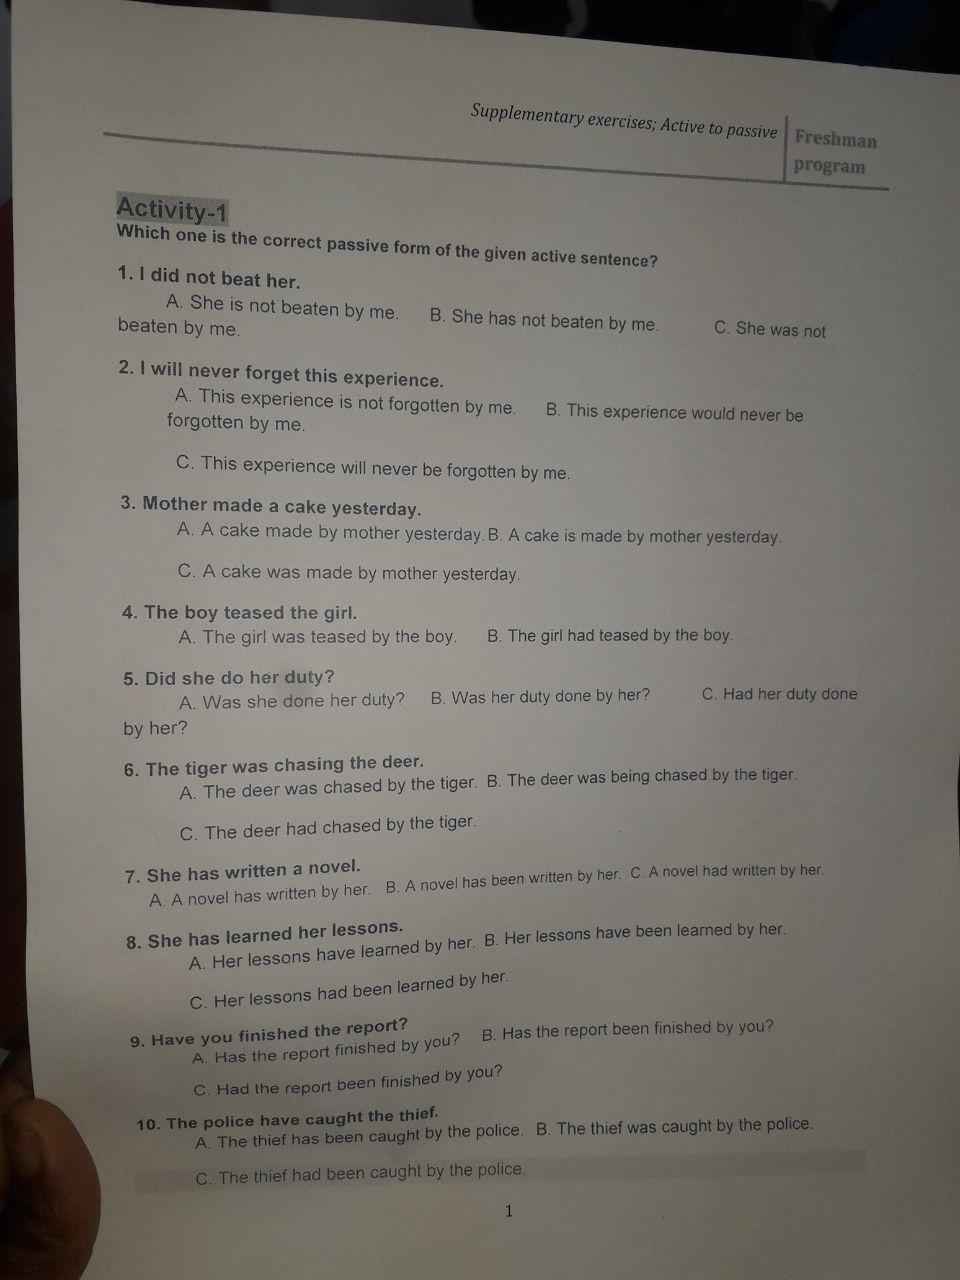 Supplementary exercises; Active to passive
Freshman
program
Activity-1
Which one is the correct passive form of the given active sentence?
1. I did not beat her.
A. She is not beaten by me. B. She has not beaten by me. C. She was not
beaten by me.
2. I will never forget this experience.
A. This experience is not forgotten by me. B. This experience would never be
forgotten by me.
C. This experience will never be forgotten by me.
3. Mother made a cake yesterday.
A. A cake made by mother yesterday. B. A cake is made by mother yesterday.
C. A cake was made by mother yesterday.
4. The boy teased the girl.
A. The girl was teased by the boy. B. The girl had teased by the boy.
5. Did she do her duty?
A. Was she done her duty? B. Was her duty done by her? C. Had her duty done
by her?
6. The tiger was chasing the deer.
A. The deer was chased by the tiger. B. The deer was being chased by the tiger.
C. The deer had chased by the tiger.
7. She has written a novel.
A. A novel has written by her. B. A novel has been written by her. C. A novel had written by her.
8. She has learned her lessons.
A. Her lessons have learned by her. B. Her lessons have been learned by her.
C. Her lessons had been learned by her.
9. Have you finished the report?
A. Has the report finished by you? B. Has the report been finished by you?
C. Had the report been finished by you?
10. The police have caught the thief.
A. The thief has been caught by the police. B. The thief was caught by the police.
C. The thief had been caught by the police.
1